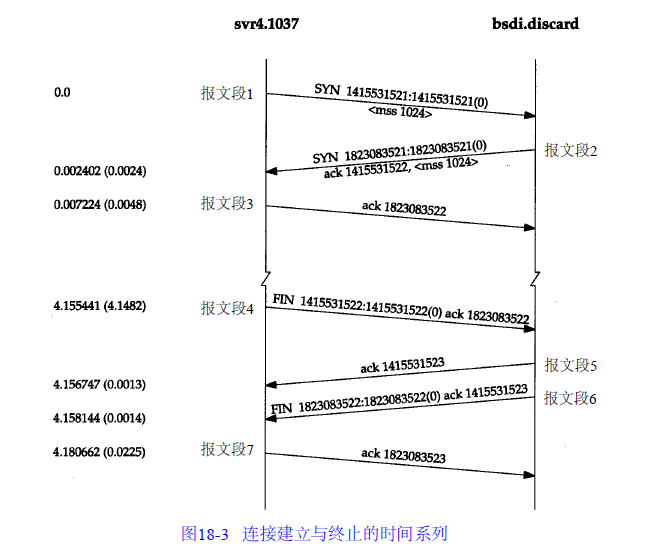 svr4.1037 bsdi.discard
0.0 报文段1 SYN 1415531521:1415531521(0)
<mss 1024>
SYN 1823083521:1823083521(0) 报文段2
0.002402 (0.0024) ack 1415531522, <mss 1024>
0.007224 (0.0048) 报文段3 ack 1823083522
4.155441 (4.1482) 报文段4 FIN 1415531522:1415531522(0) ack 1823083522
ack 1415531523 报文段5
4.156747 (0.0013)
FIN 1823083522:1823083522(0) ack 1415531523 报文段6
4.158144 (0.0014)
4.180662 (0.0225) 报文段7 ack 1823083523
图18-3 连接建立与终止的时间系列